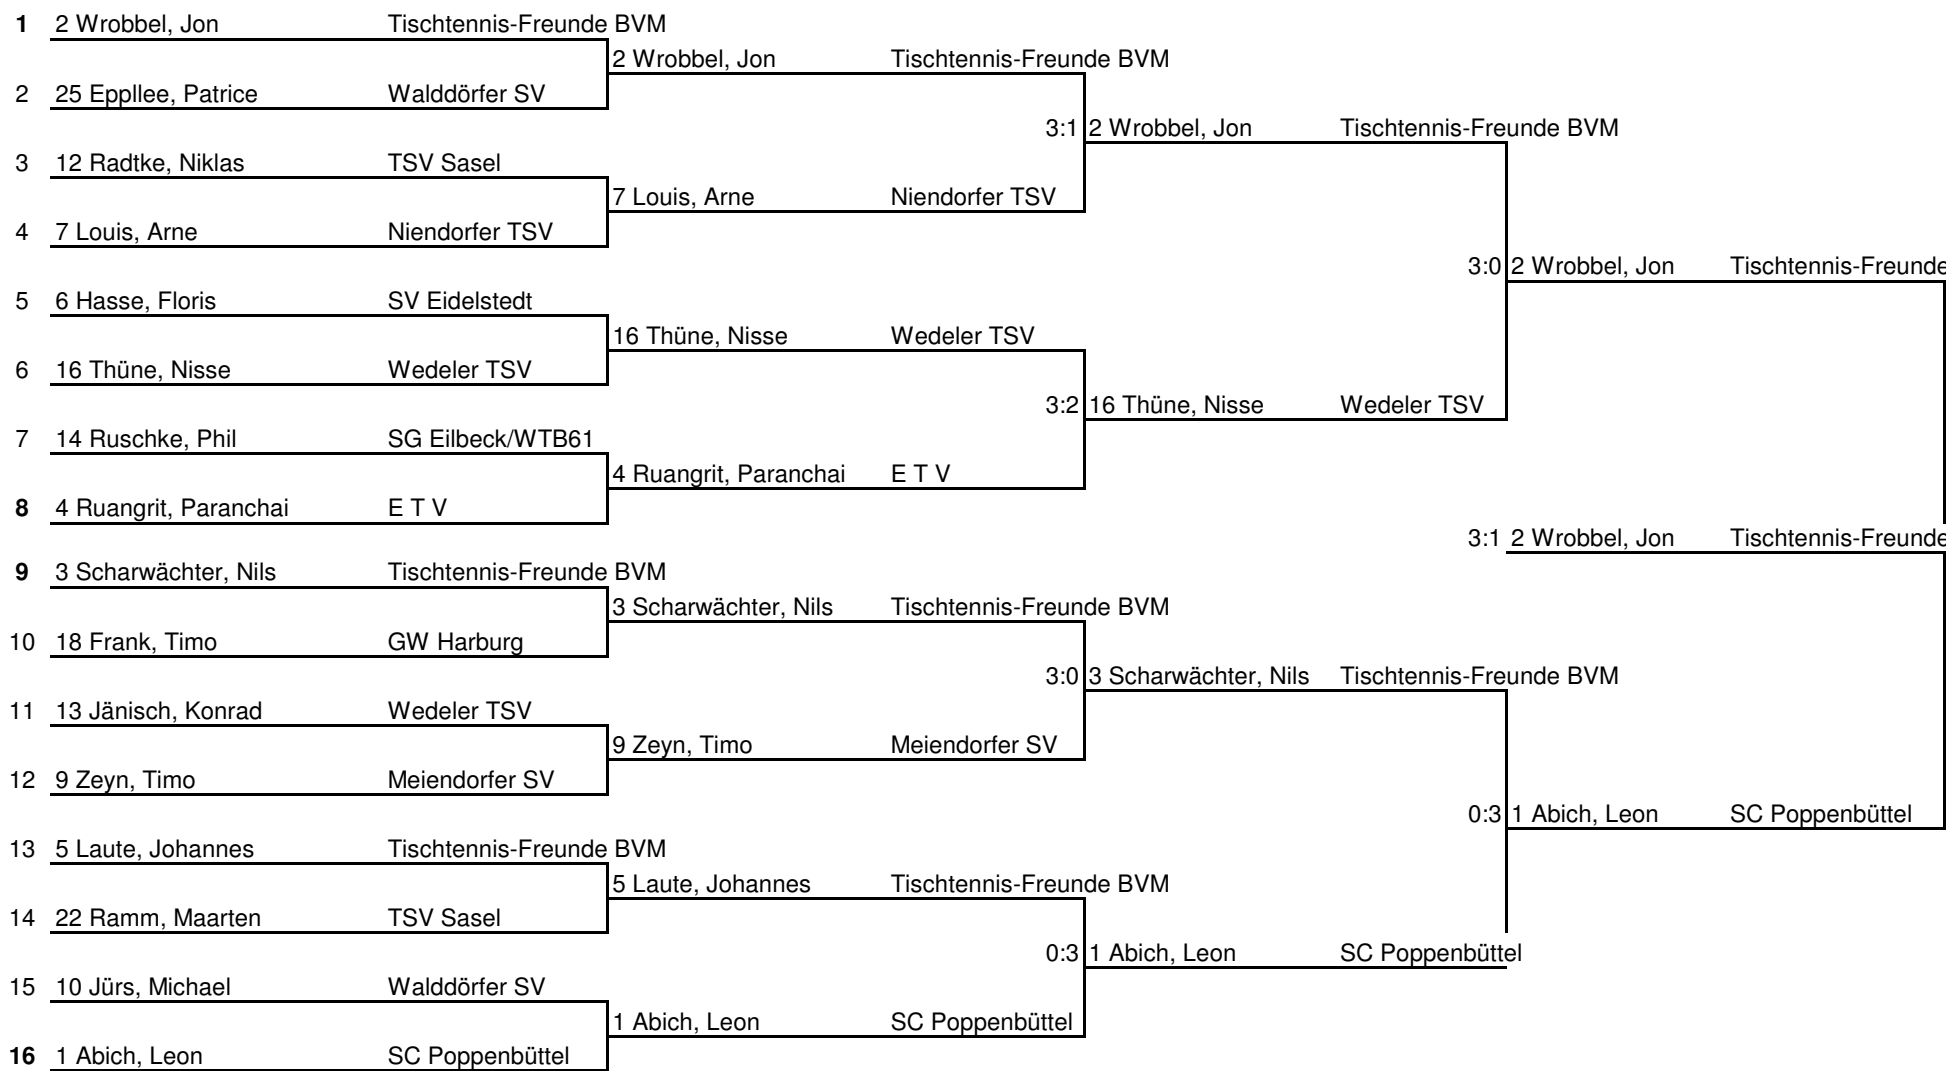 1 2 Wrobbel, Jon Tischtennis-Freunde BVM
2 Wrobbel, Jon Tischtennis-Freunde BVM
2 25 Eppllee, Patrice Walddörfer SV
3:1 2 Wrobbel, Jon Tischtennis-Freunde BVM
3 12 Radtke, Niklas TSV Sasel
7 Louis, Arne Niendorfer TSV
4 7 Louis, Arne Niendorfer TSV
3:0 2 Wrobbel, Jon Tischtennis-Freunde
5 6 Hasse, Floris SV Eidelstedt
16 Thüne, Nisse Wedeler TSV
6 16 Thüne, Nisse Wedeler TSV
3:2 16 Thüne, Nisse Wedeler TSV
7 14 Ruschke, Phil SG Eilbeck/WTB61
4 Ruangrit, Paranchai E T V
8 4 Ruangrit, Paranchai E T V
3:1 2 Wrobbel, Jon Tischtennis-Freunde
9 3 Scharwächter, Nils Tischtennis-Freunde BVM
3 Scharwächter, Nils Tischtennis-Freunde BVM
10 18 Frank, Timo GW Harburg
3:0 3 Scharwächter, Nils Tischtennis-Freunde BVM
11 13 Jänisch, Konrad Wedeler TSV
9 Zeyn, Timo Meiendorfer SV
12 9 Zeyn, Timo Meiendorfer SV
0:3 1 Abich, Leon SC Poppenbüttel
13 5 Laute, Johannes Tischtennis-Freunde BVM
5 Laute, Johannes Tischtennis-Freunde BVM
14 22 Ramm, Maarten TSV Sasel
0:3 1 Abich, Leon SC Poppenbüttel
15 10 Jürs, Michael Walddörfer SV
1 Abich, Leon SC Poppenbüttel
16 1 Abich, Leon SC Poppenbüttel